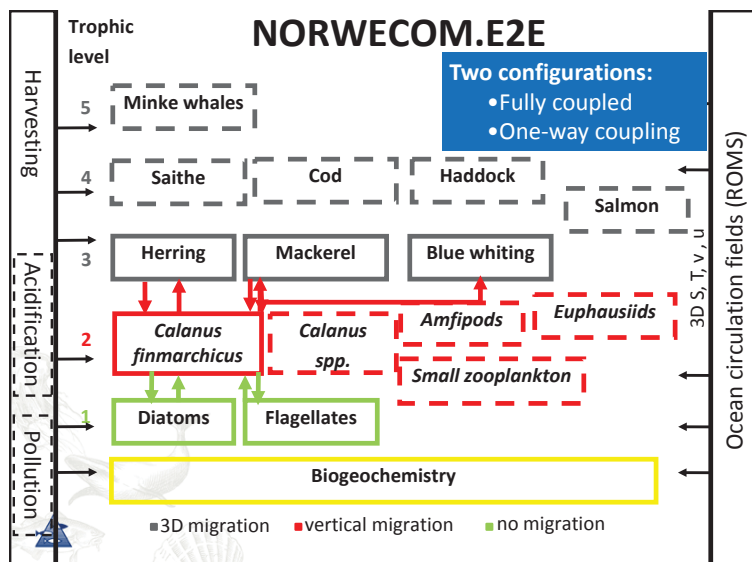 NORWECOM.E2E
Trophic
level
Two configurations:
•Fully coupled
•One-way coupling
Harvesting
Acidification
Pollution
5
Minke whales
4
Saithe
Cod
Haddock
Salmon
3
Herring
Mackerel
Blue whiting
2
Calanus
finmarchicus
Calanus
spp.
Amfipods
Euphausiids
Small zooplankton
1
Diatoms
Flagellates
Biogeochemistry
3D migration
vertical migration
no migration
3D S, T, v , u
Ocean circulation fields (ROMS)